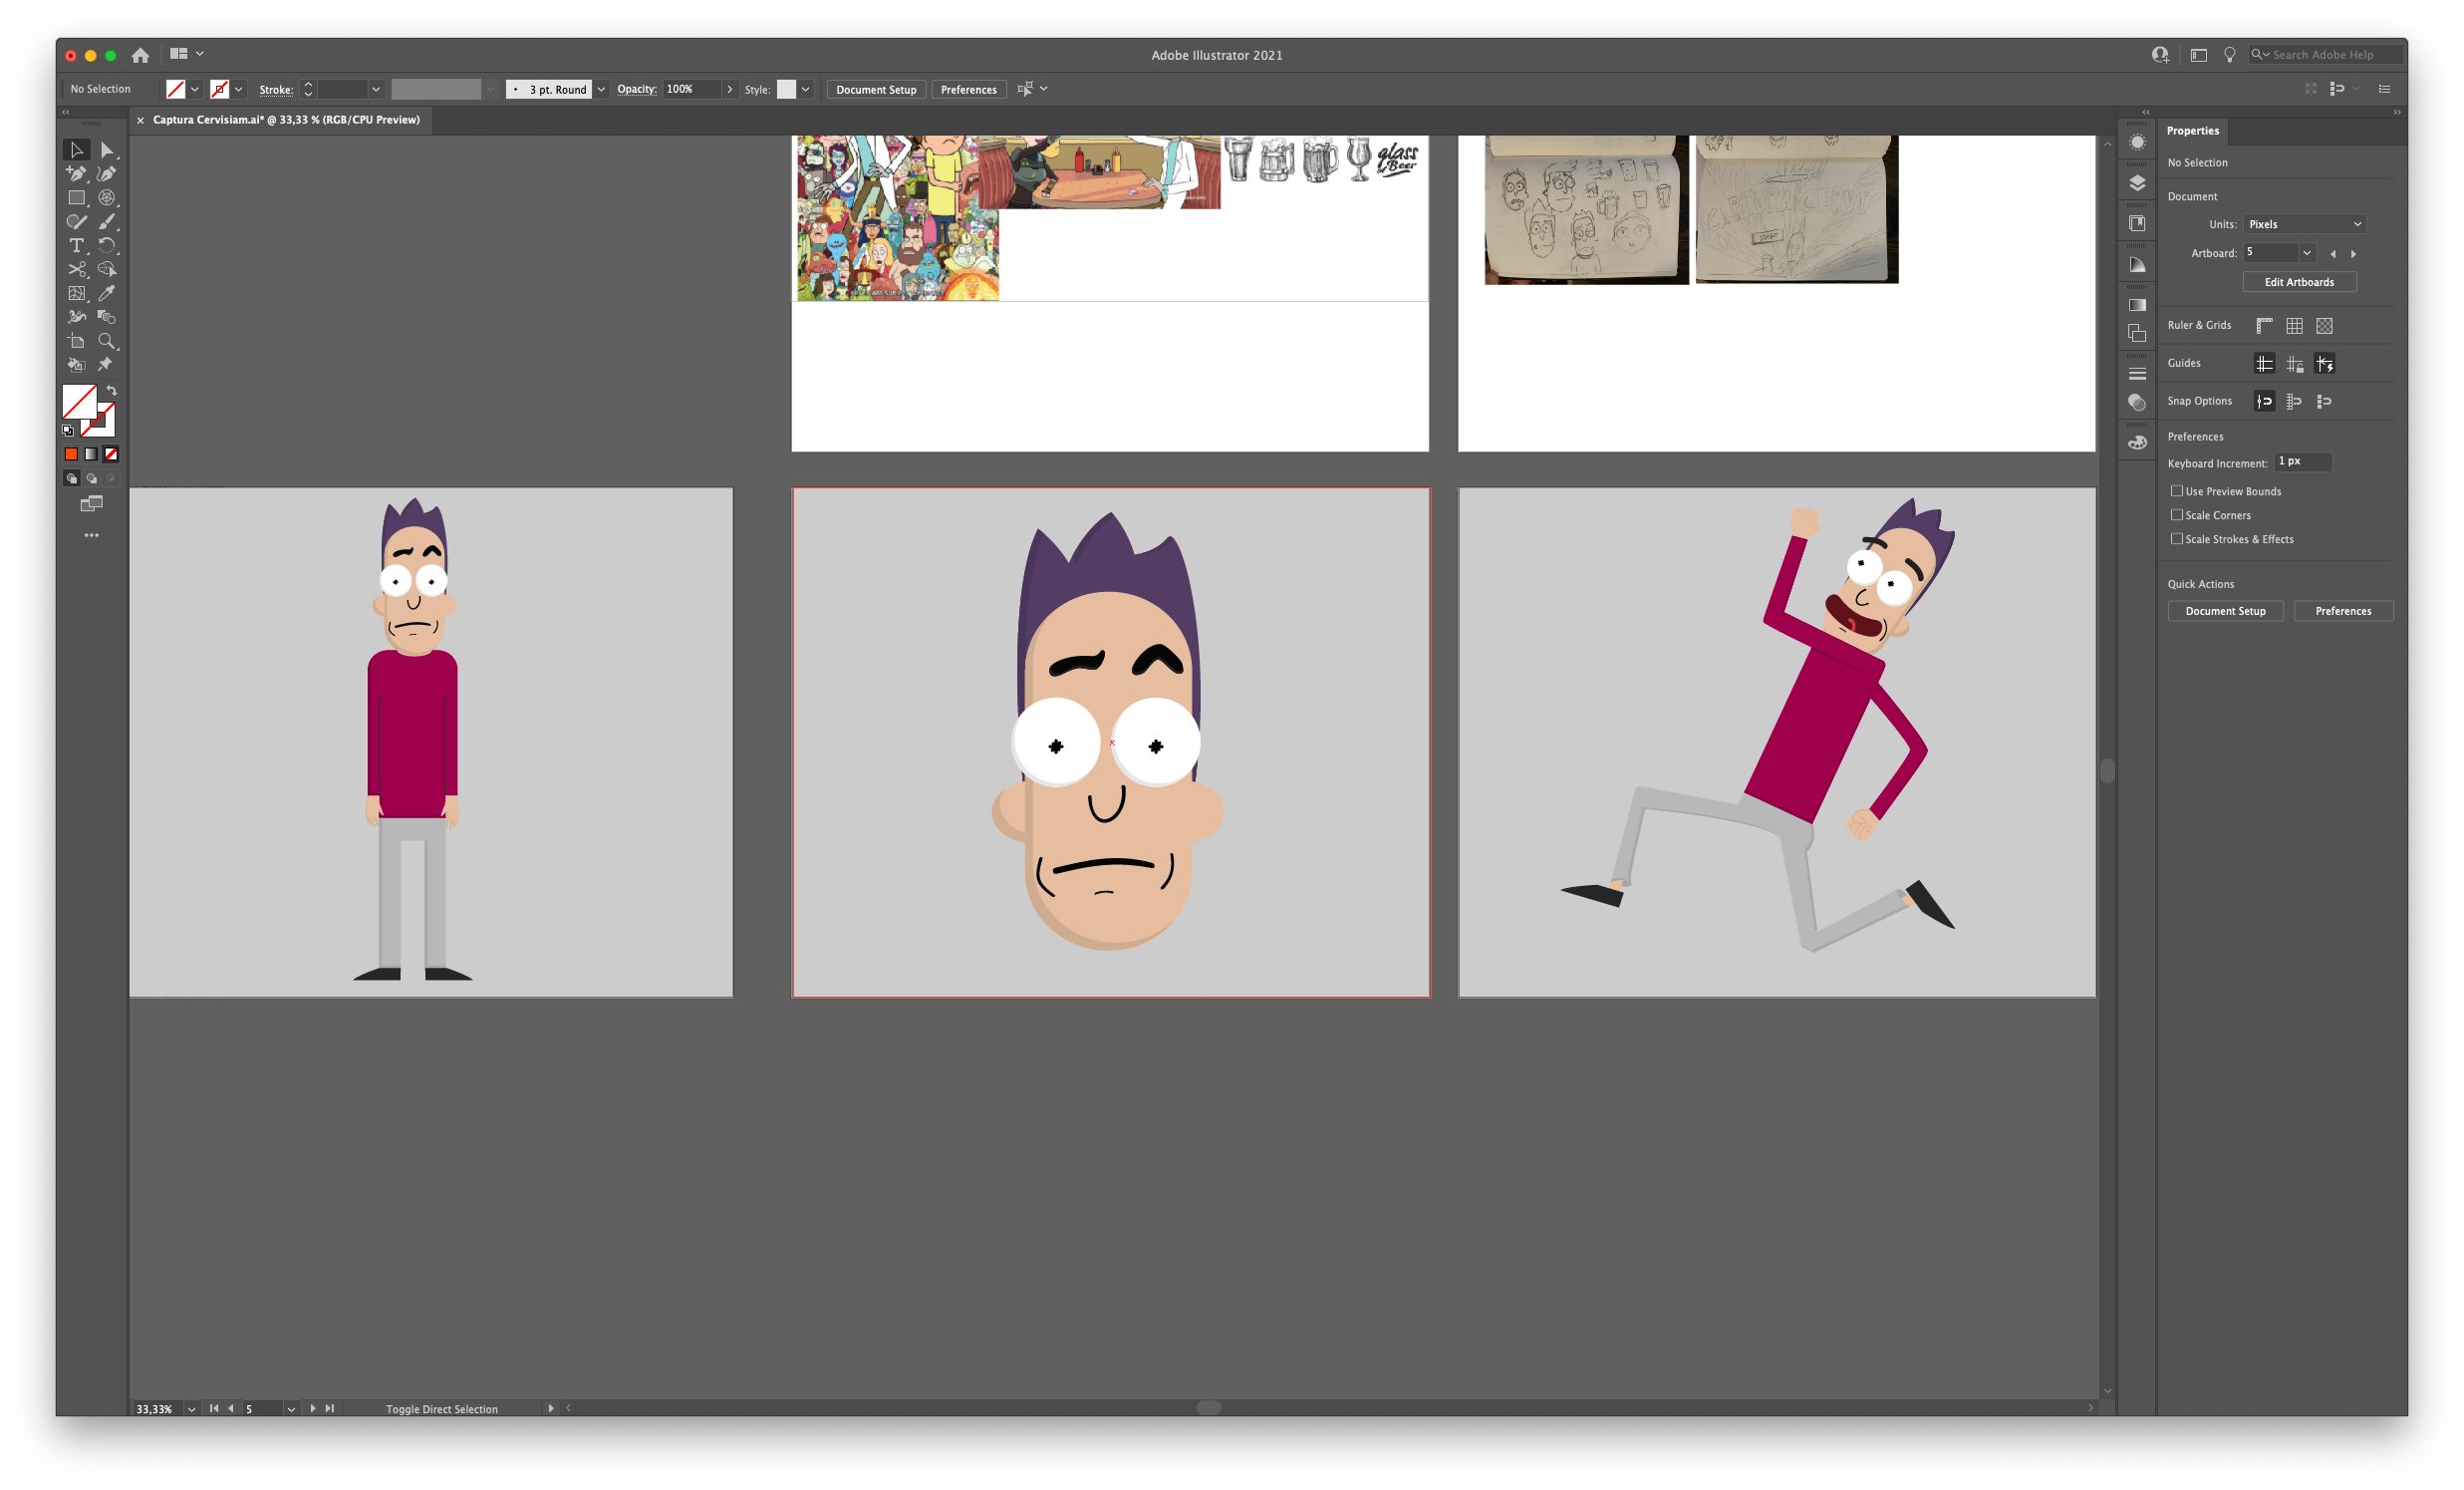 Adobe Illustrator 2021
Search Adobe Help
No Selection
Stroke:
3 pt. Round
Opacity:
100%
Style:
Document Setup
Preferences
Captura Cervisiam.ai* @ 33,33 % (RGB/CPU Preview)
glass
of Beer
START
Properties
No Selection
Document
Units:
Pixels
Artboard:
5
Edit Artboards
Ruler & Grids
Guides
Snap Options
Preferences
Keyboard Increment:
1 px
Use Preview Bounds
Scale Corners
Scale Strokes & Effects
Quick Actions
Document Setup
Preferences
33,33%
5
Toggle Direct Selection